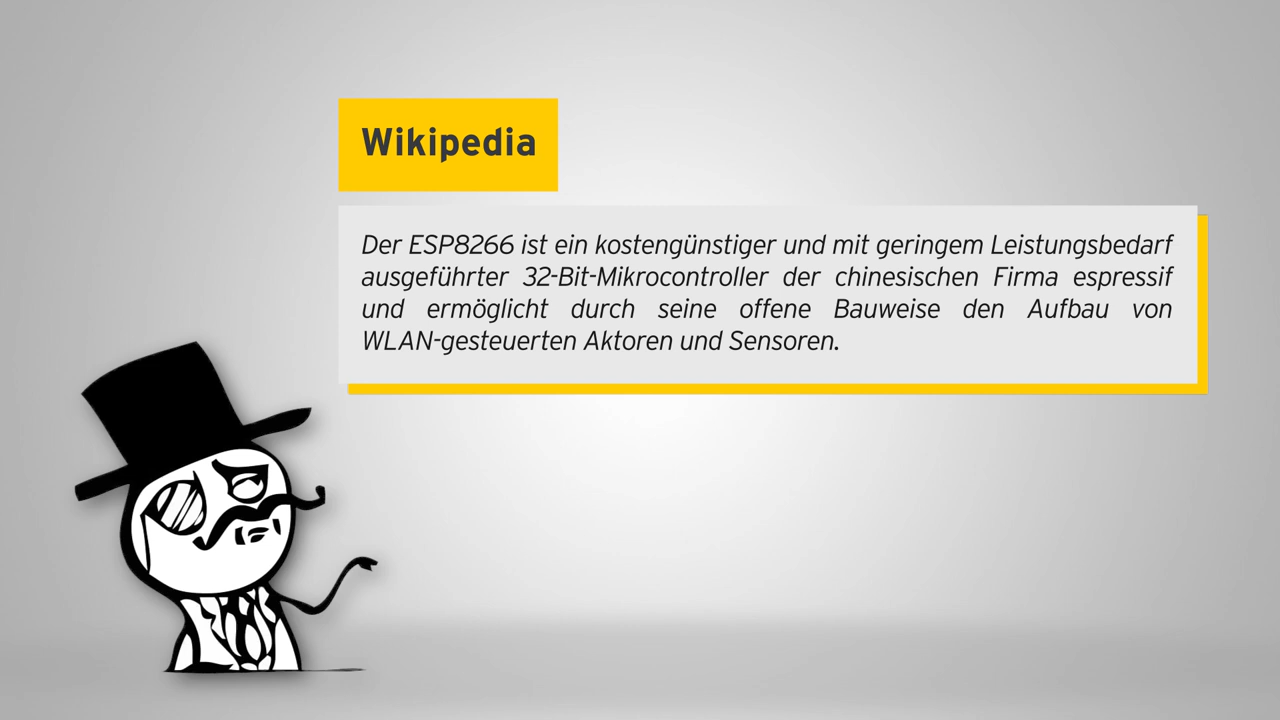 Wikipedia
Der ESP8266 ist ein kostengünstiger und mit geringem Leistungsbedarf
ausgeführter 32-Bit-Mikrocontroller der chinesischen Firma espressif
und ermöglicht durch seine offene Bauweise den Aufbau von
WLAN-gesteuerten Aktoren und Sensoren.